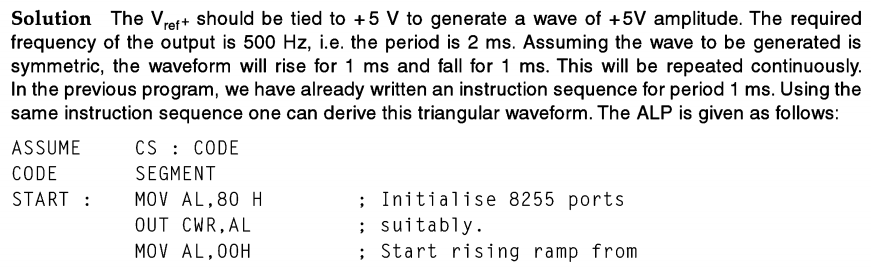 Solution The Vref+ should be tied to +5 V to generate a wave of +5V amplitude. The required
frequency of the output is 500 Hz, i.e. the period is 2 ms. Assuming the wave to be generated is
symmetric, the waveform will rise for 1 ms and fall for 1 ms. This will be repeated continuously.
In the previous program, we have already written an instruction sequence for period 1 ms. Using the
same instruction sequence one can derive this triangular waveform. The ALP is given as follows:
ASSUME CS : CODE
CODE SEGMENT
START : MOV AL,80 H ; Initialise 8255 ports
OUT CWR,AL ; suitably.
MOV AL,00H ; Start rising ramp from